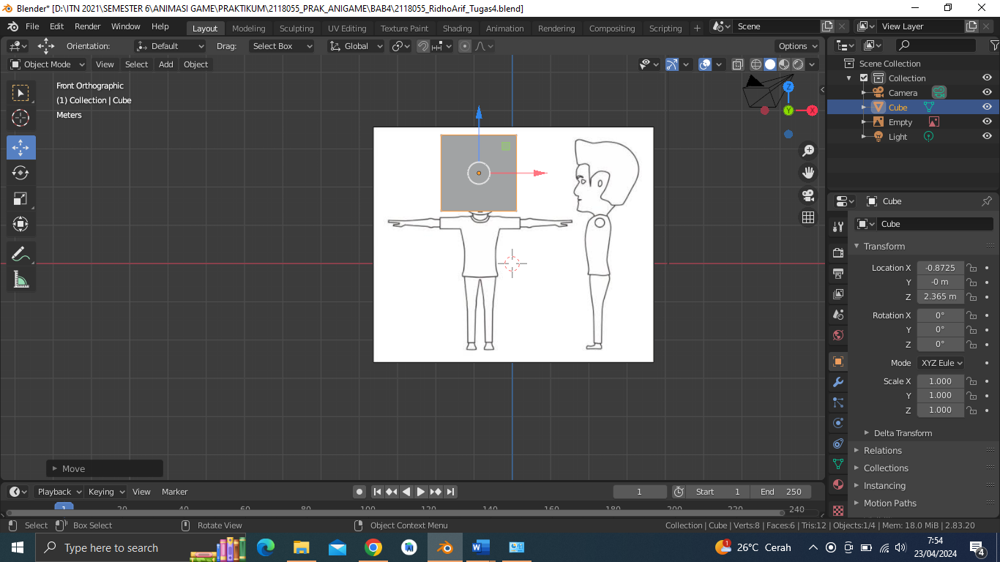 Blender* [D:\ITN 2021\SEMESTER 6\ANIMASI GAME\PRAKTIKUM\2118055_PRAK_ANIGAME\BAB4\2118055_RidhoArif_Tugas4.blend]
File Edit Render Window Help Layout Modeling Sculpting UV Editing Texture Paint Shading Animation Rendering Compositing Scripting + Scene View Layer
Orientation: Default Drag: Select Box Global Options
Object Mode View Select Add Object
Scene Collection
Collection
Camera
Cube
Empty
Light
Front Orthographic
(1) Collection | Cube
Meters
Z
Y
X
Cube
Cube
Transform
Location X -0.8725
Y -0 m
Z 2.365 m
Rotation X 0°
Y 0°
Z 0°
Mode XYZ Eule
Scale X 1.000
Y 1.000
Z 1.000
Delta Transform
Relations
Collections
Instancing
Motion Paths
Move
Playback Keying View Marker 1 Start 1 End 250
1 20 40 60 80 100 120 140 160 180 200 220 240
Select Box Select Rotate View Object Context Menu Collection | Cube | Verts:8 | Faces:6 | Tris:12 | Objects:1/4 | Mem: 18.0 MiB | 2.83.20
Type here to search 26°C Cerah 7:54
23/04/2024
4